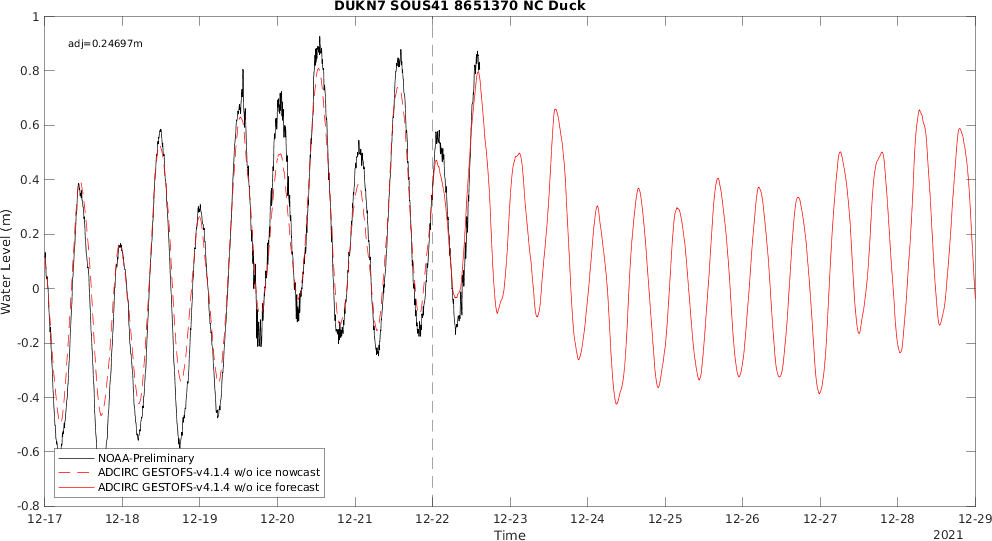 DUKN7 SOUS41 8651370 NC Duck
adj=0.24697m
1
0.8
0.6
0.4
0.2
0
-0.2
-0.4
-0.6
-0.8
Water Level (m)
NOAA-Preliminary
ADCIRC GESTOFS-v4.1.4 w/o ice nowcast
ADCIRC GESTOFS-v4.1.4 w/o ice forecast
12-17 12-18 12-19 12-20 12-21 12-22 12-23 12-24 12-25 12-26 12-27 12-28 12-29
Time
2021